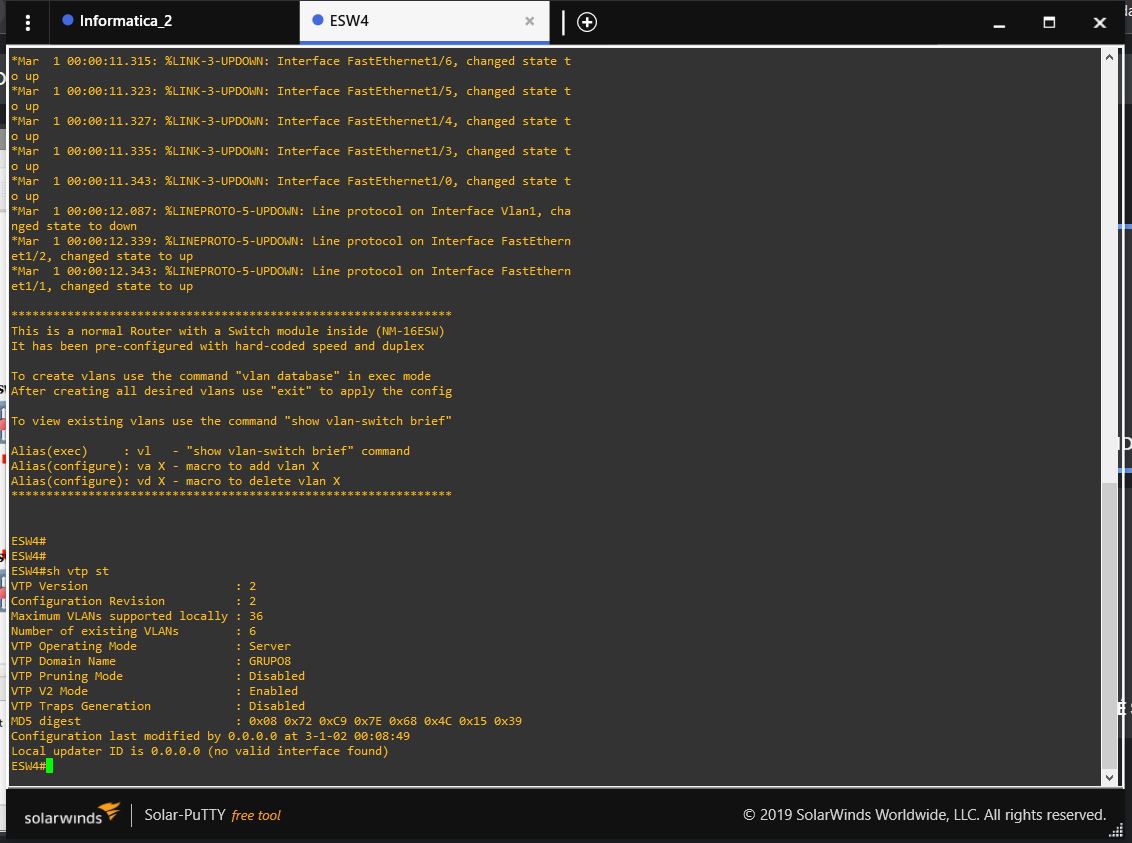 Informatica_2
ESW4
*Mar  1 00:00:11.315: %LINK-3-UPDOWN: Interface FastEthernet1/6, changed state t
o up
*Mar  1 00:00:11.323: %LINK-3-UPDOWN: Interface FastEthernet1/5, changed state t
o up
*Mar  1 00:00:11.327: %LINK-3-UPDOWN: Interface FastEthernet1/4, changed state t
o up
*Mar  1 00:00:11.335: %LINK-3-UPDOWN: Interface FastEthernet1/3, changed state t
o up
*Mar  1 00:00:11.343: %LINK-3-UPDOWN: Interface FastEthernet1/0, changed state t
o up
*Mar  1 00:00:12.087: %LINEPROTO-5-UPDOWN: Line protocol on Interface Vlan1, cha
nged state to down
*Mar  1 00:00:12.339: %LINEPROTO-5-UPDOWN: Line protocol on Interface FastEthern
et1/2, changed state to up
*Mar  1 00:00:12.343: %LINEPROTO-5-UPDOWN: Line protocol on Interface FastEthern
et1/1, changed state to up
***************************************************************
This is a normal Router with a Switch module inside (NM-16ESW)
It has been pre-configured with hard-coded speed and duplex
To create vlans use the command "vlan database" in exec mode
After creating all desired vlans use "exit" to apply the config
To view existing vlans use the command "show vlan-switch brief"
Alias(exec)     : vl   - "show vlan-switch brief" command
Alias(configure): va X - macro to add vlan X
Alias(configure): vd X - macro to delete vlan X
***************************************************************
ESW4#
ESW4#
ESW4#sh vtp st
VTP Version                     : 2
Configuration Revision          : 2
Maximum VLANs supported locally : 36
Number of existing VLANs        : 6
VTP Operating Mode              : Server
VTP Domain Name                 : GRUPO8
VTP Pruning Mode                : Disabled
VTP V2 Mode                     : Enabled
VTP Traps Generation            : Disabled
MD5 digest                      : 0x08 0x72 0xC9 0x7E 0x68 0x4C 0x15 0x39
Configuration last modified by 0.0.0.0 at 3-1-02 00:08:49
Local updater ID is 0.0.0.0 (no valid interface found)
ESW4#
solarwinds Solar-PuTTY free tool © 2019 SolarWinds Worldwide, LLC. All rights reserved.